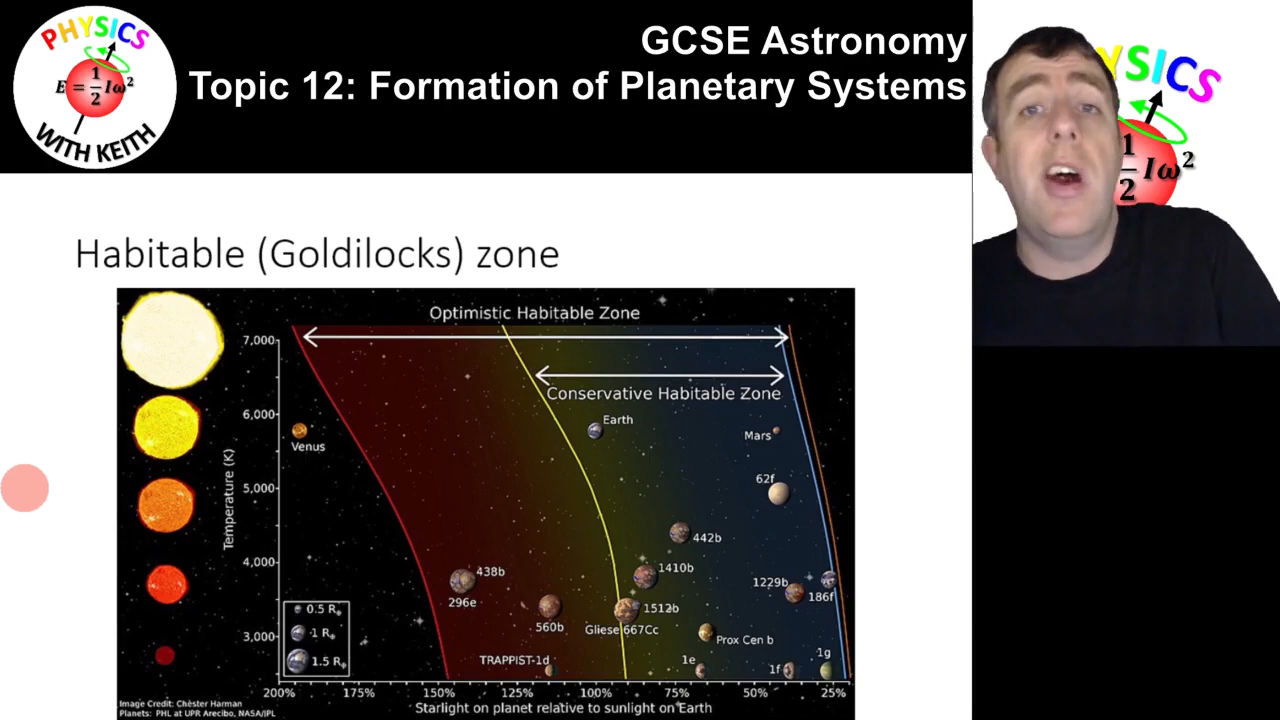 PHYSICS
E = 1/2 Iω²
WITH KEITH
GCSE Astronomy
Topic 12: Formation of Planetary Systems
YSICS
1/2 Iω²
Habitable (Goldilocks) zone
Optimistic Habitable Zone
Conservative Habitable Zone
Temperature (K)
7,000
6,000
5,000
4,000
3,000
Venus
Earth
Mars
62f
442b
438b
296e
1410b
1229b
186f
560b
1512b
Gliese 667Cc
Prox Cen b
TRAPPIST-1d
1e
1f
1g
0.5 R⊕
1 R⊕
1.5 R⊕
200% 175% 150% 125% 100% 75% 50% 25%
Starlight on planet relative to sunlight on Earth
Image Credit: Chester Harman
Planets: PHL at UPR Arecibo, NASA/JPL